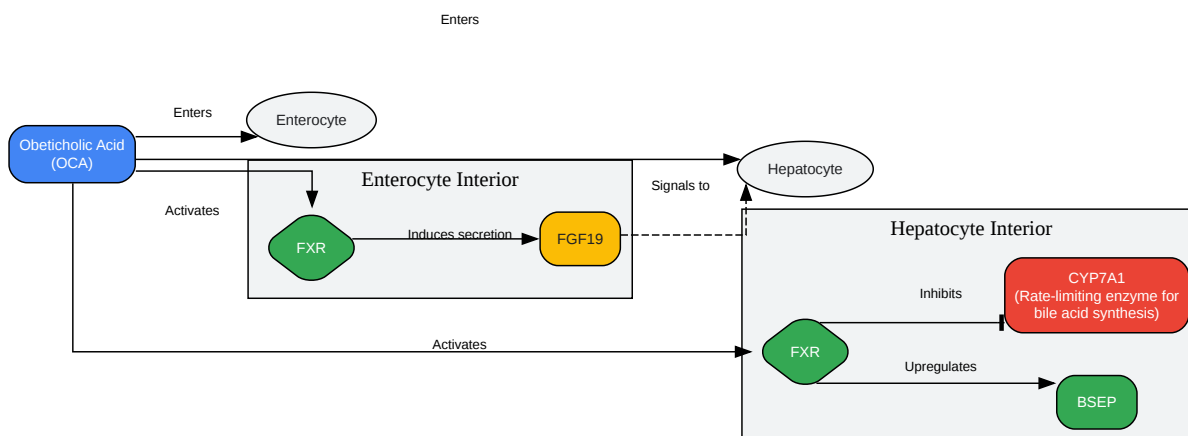 Enters
Enters
Enterocyte
Obeticholic Acid
(OCA)
Hepatocyte
Enterocyte Interior
Signals to
Activates
Hepatocyte Interior
FXR
Induces secretion
FGF19
CYP7A1
(Rate-limiting enzyme for
bile acid synthesis)
Inhibits
Activates
FXR
Upregulates
BSEP